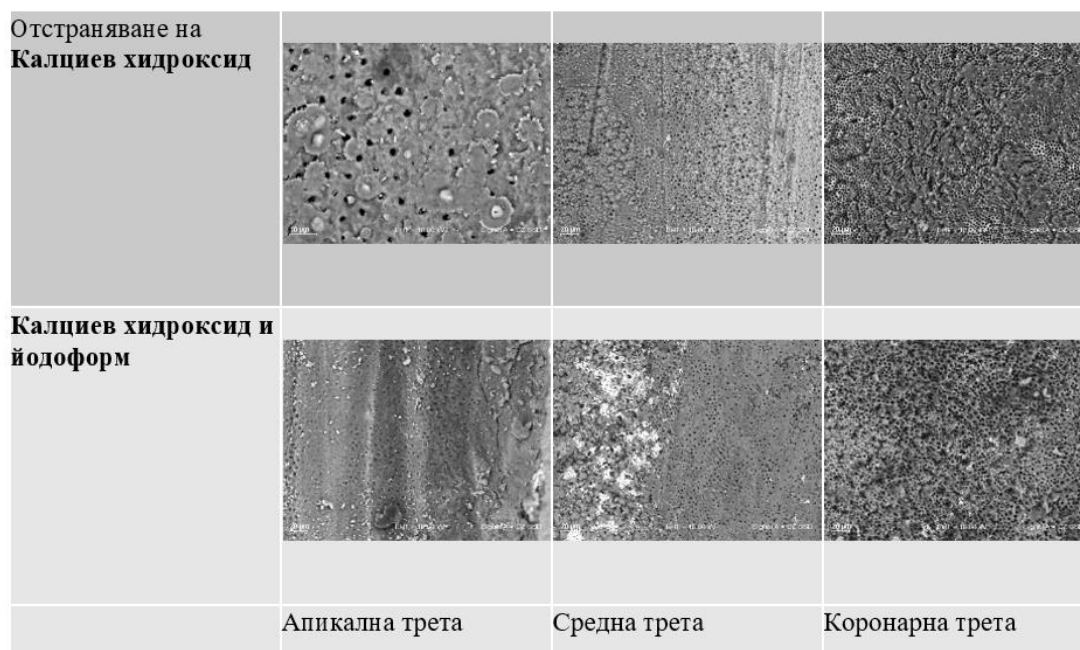 Отстраняване на
Калциев хидроксид
Калциев хидроксид и
йодоформ
Апикална трета
Средна трета
Коронарна трета